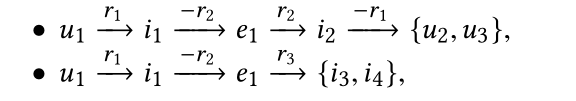 • u₁ —r₁→ i₁ —−r₂→ e₁ —r₂→ i₂ —−r₁→ {u₂, u₃},
• u₁ —r₁→ i₁ —−r₂→ e₁ —r₃→ {i₃, i₄},